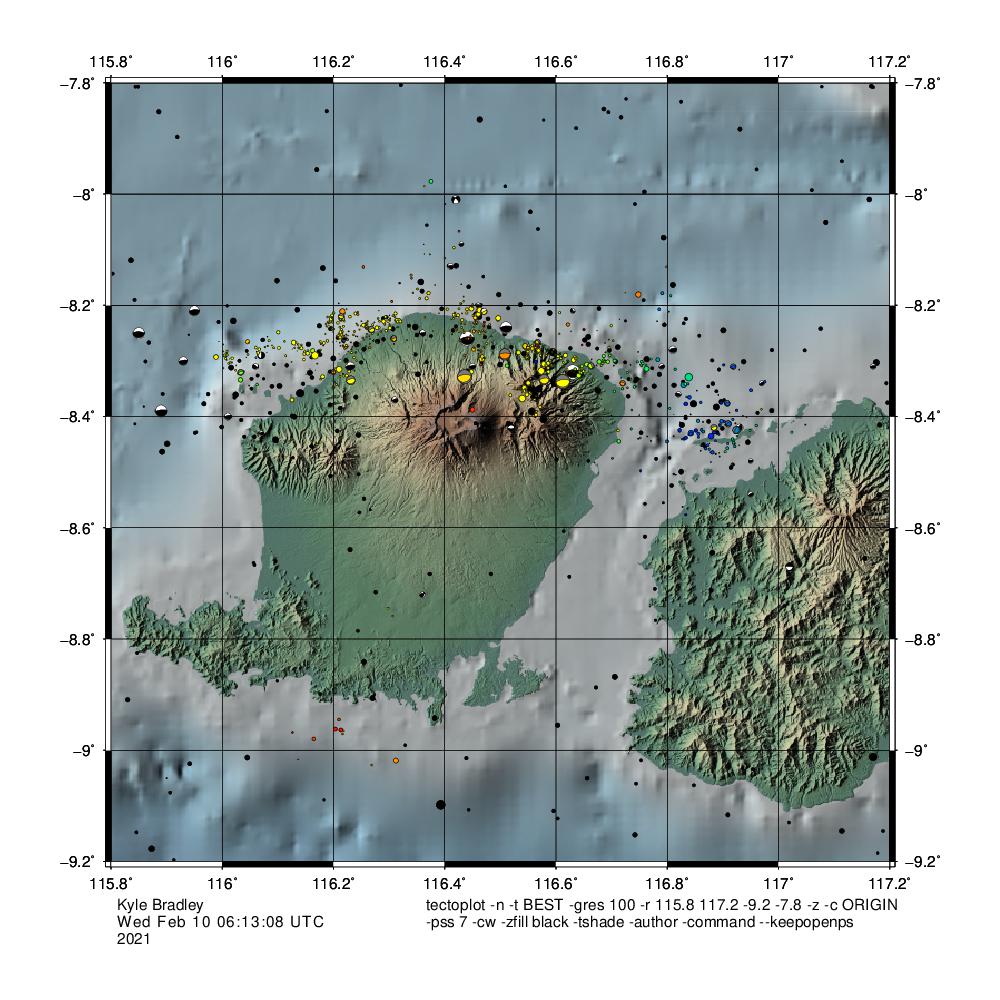 115.8° 116° 116.2° 116.4° 116.6° 116.8° 117° 117.2°
−7.8° −7.8°
−8° −8°
−8.2° −8.2°
−8.4° −8.4°
−8.6° −8.6°
−8.8° −8.8°
−9° −9°
−9.2° −9.2°
115.8° 116° 116.2° 116.4° 116.6° 116.8° 117° 117.2°
Kyle Bradley
Wed Feb 10 06:13:08 UTC
2021
tectoplot -n -t BEST -gres 100 -r 115.8 117.2 -9.2 -7.8 -z -c ORIGIN
-pss 7 -cw -zfill black -tshade -author -command --keepopenps